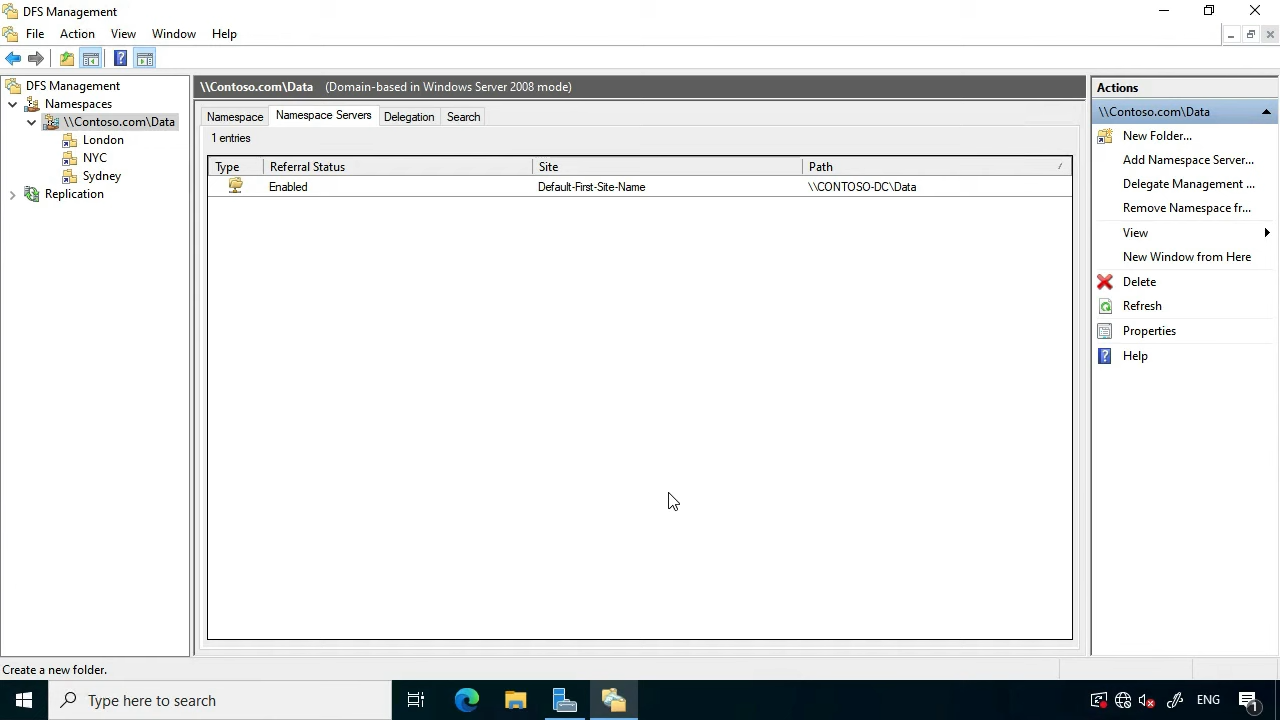 DFS Management
File Action View Window Help
DFS Management
Namespaces
\\Contoso.com\Data
London
NYC
Sydney
Replication
\\Contoso.com\Data (Domain-based in Windows Server 2008 mode)
Namespace Namespace Servers Delegation Search
1 entries
Type Referral Status Site Path
Enabled Default-First-Site-Name \\CONTOSO-DC\Data
Actions
\\Contoso.com\Data
New Folder...
Add Namespace Server...
Delegate Management ...
Remove Namespace fr...
View
New Window from Here
Delete
Refresh
Properties
Help
Create a new folder.
Type here to search
ENG
1